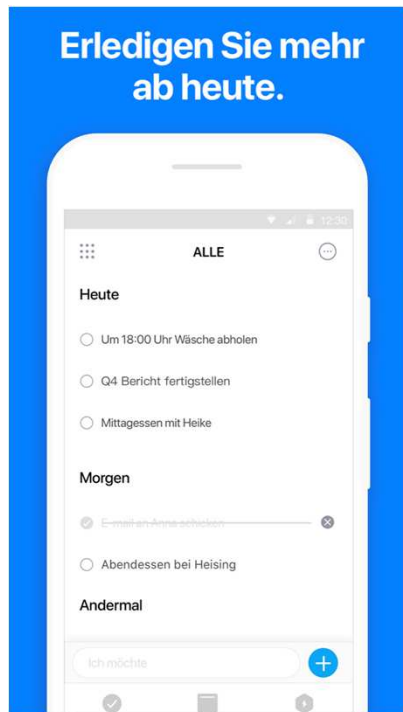 Erledigen Sie mehr
ab heute.
12:30
ALLE
Heute
Um 18:00 Uhr Wäsche abholen
Q4 Bericht fertigstellen
Mittagessen mit Heike
Morgen
E-mail an Anna schicken
Abendessen bei Heising
Andermal
Ich möchte